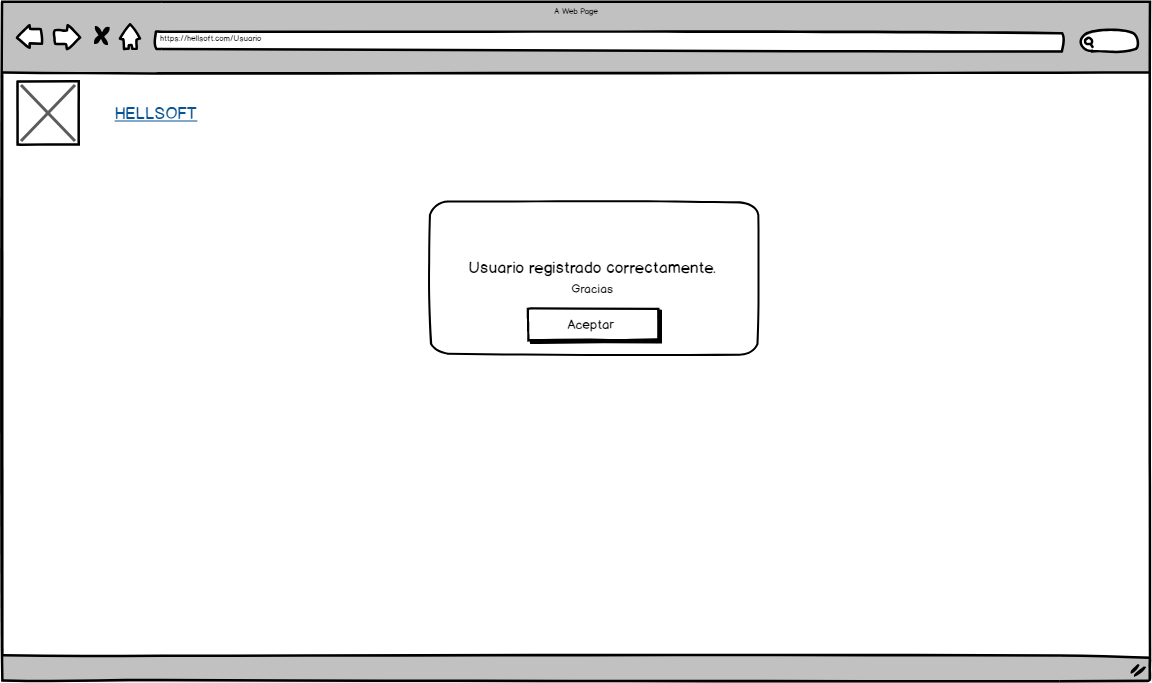 A Web Page
https://hellsoft.com/Usuario
HELLSOFT
Usuario registrado correctamente.
Gracias
Aceptar